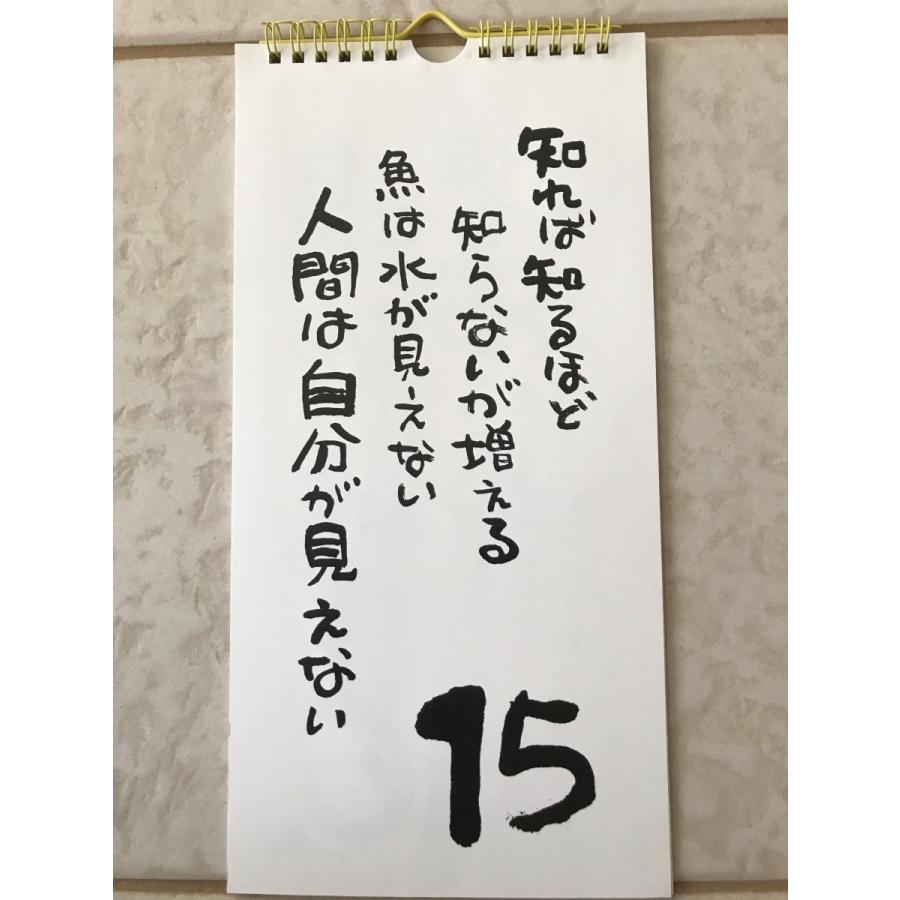 知れば知るほど
知らないが増える
魚は水が見えない
人間は自分が見えない
15